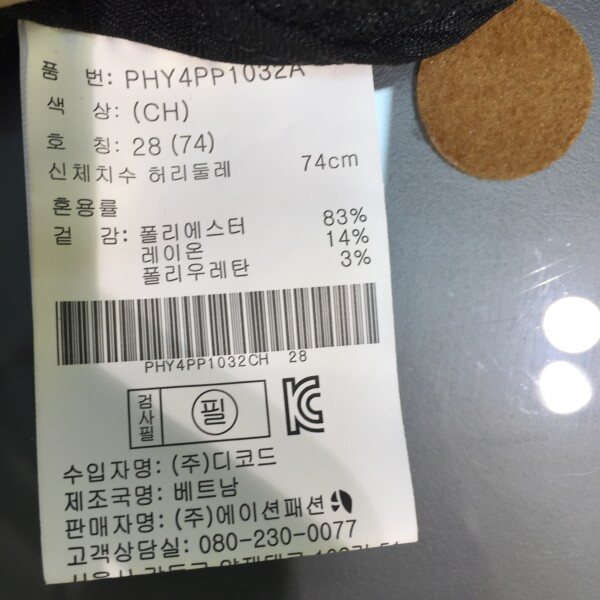 품 번: PHY4PP1032A
색 상: (CH)
호 칭: 28 (74)
신체치수 허리둘레 74cm
혼용률
겉 감: 폴리에스터 83%
레이온 14%
폴리우레탄 3%
PHY4PP1032CH 28
검사필 필
수입자명: (주)디코드
제조국명: 베트남
판매자명: (주)에이션패션
고객상담실: 080-230-0077